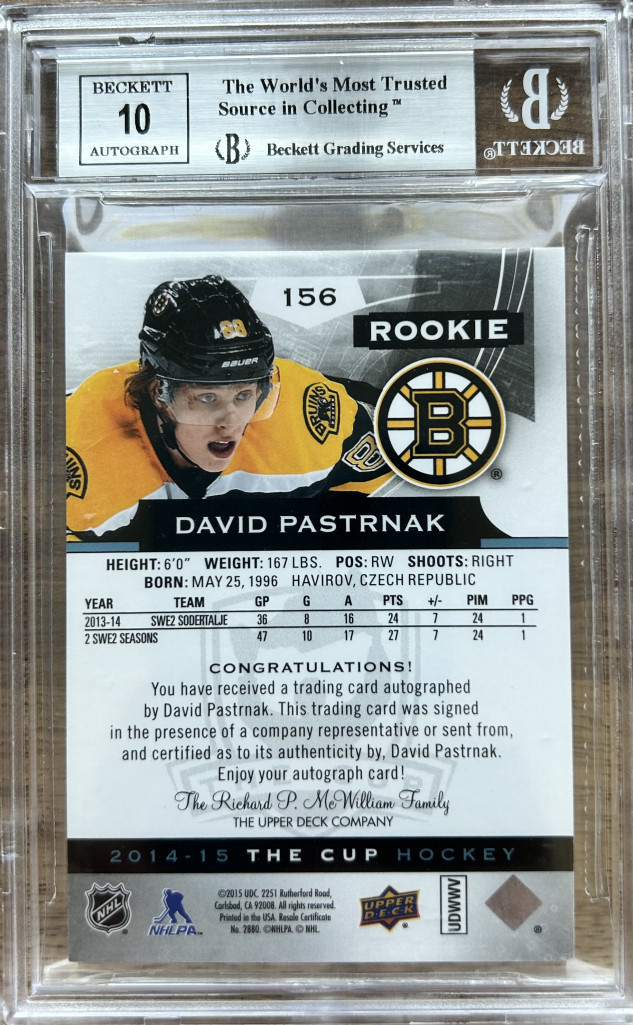 BECKETT
10
AUTOGRAPH
The World's Most Trusted
Source in Collecting™
B Beckett Grading Services
B
BECKETT®
156
88
BAUER
ROOKIE
BRUINS
8
B
®
DAVID PASTRNAK
HEIGHT: 6'0" WEIGHT: 167 LBS. POS: RW SHOOTS: RIGHT
BORN: MAY 25, 1996 HAVIROV, CZECH REPUBLIC
YEAR TEAM GP G A PTS +/- PIM PPG
2013-14 SWE2 SODERTALJE 36 8 16 24 7 24 1
2 SWE2 SEASONS 47 10 17 27 7 24 1
CONGRATULATIONS!
You have received a trading card autographed
by David Pastrnak. This trading card was signed
in the presence of a company representative or sent from,
and certified as to its authenticity by, David Pastrnak.
Enjoy your autograph card!
The Richard P. McWilliam Family
THE UPPER DECK COMPANY
2014-15 THE CUP HOCKEY
NHL
NHLPA
©2015 UDC. 2251 Rutherford Road,
Carlsbad, CA 92008. All rights reserved.
Printed in the USA. Resale Certificate
No. 2880. ©NHLPA. © NHL.
UPPER
DECK
UDWWV
®